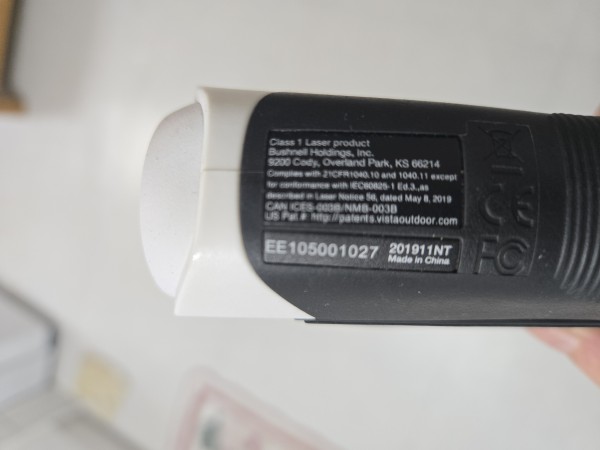 Class 1 Laser product
Bushnell Holdings, Inc.
9200 Cody, Overland Park, KS 66214
Complies with 21CFR1040.10 and 1040.11 except
for conformance with IEC60825-1 Ed.3.,as
described in Laser Notice 56, dated May 8, 2019
CAN ICES-003B/NMB-003B
US Pat.#: http://patents.vistaoutdoor.com
EE105001027
201911NT
Made in China
CE
FC